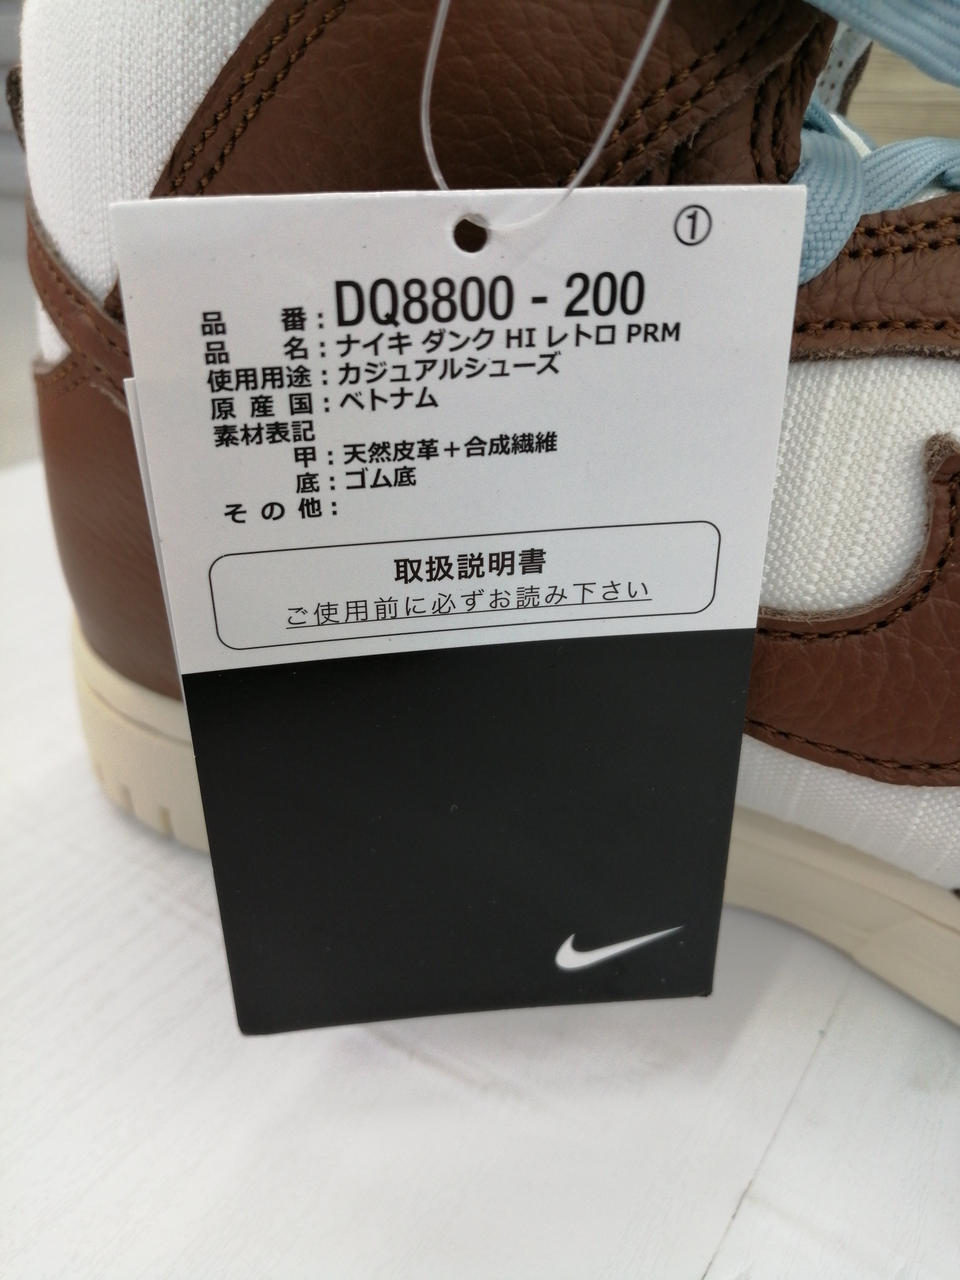 ①
品番:DQ8800-200
品名:ナイキ ダンク HI レトロ PRM
使用用途:カジュアルシューズ
原産国:ベトナム
素材表記
甲:天然皮革+合成繊維
底:ゴム底
その他:
取扱説明書
ご使用前に必ずお読み下さい